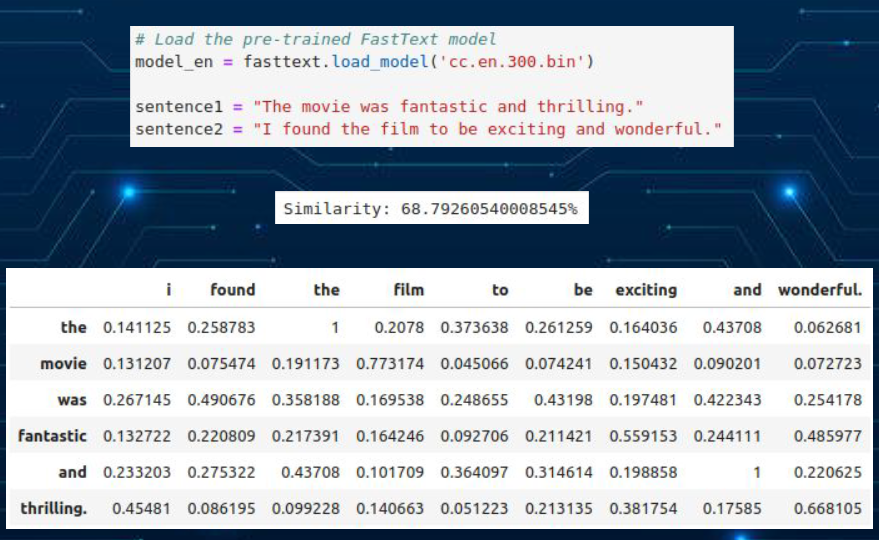 # Load the pre-trained FastText model
model_en = fasttext.load_model('cc.en.300.bin')
sentence1 = "The movie was fantastic and thrilling."
sentence2 = "I found the film to be exciting and wonderful."
Similarity: 68.79260540008545%
i found the film to be exciting and wonderful.
the 0.141125 0.258783 1 0.2078 0.373638 0.261259 0.164036 0.43708 0.062681
movie 0.131207 0.075474 0.191173 0.773174 0.045066 0.074241 0.150432 0.090201 0.072723
was 0.267145 0.490676 0.358188 0.169538 0.248655 0.43198 0.197481 0.422343 0.254178
fantastic 0.132722 0.220809 0.217391 0.164246 0.092706 0.211421 0.559153 0.244111 0.485977
and 0.233203 0.275322 0.43708 0.101709 0.364097 0.314614 0.198858 1 0.220625
thrilling. 0.45481 0.086195 0.099228 0.140663 0.051223 0.213135 0.381754 0.17585 0.668105